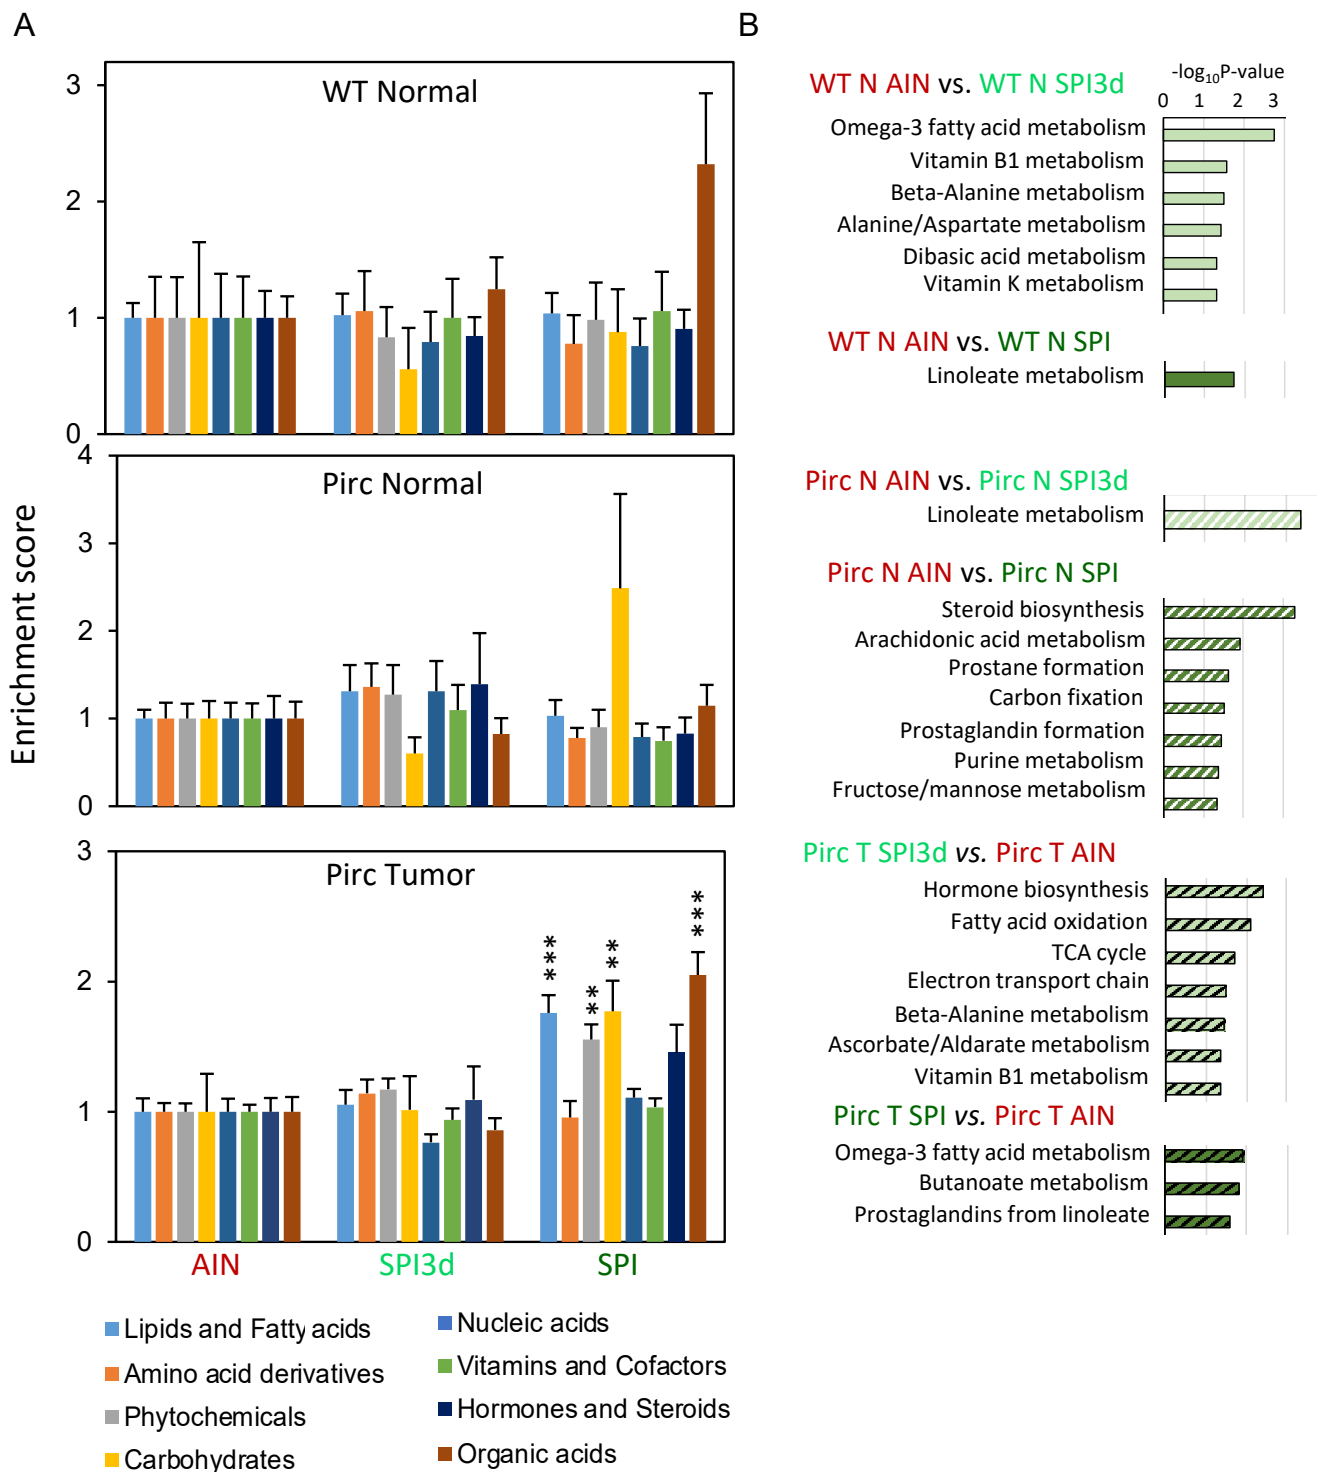 A
B
Enrichment score
3
2
1
0
WT Normal
4
3
2
1
0
Pirc Normal
3
2
1
0
Pirc Tumor
***
**
**
***
AIN
SPI3d
SPI
Lipids and Fatty acids
Amino acid derivatives
Phytochemicals
Carbohydrates
Nucleic acids
Vitamins and Cofactors
Hormones and Steroids
Organic acids
-log10P-value
WT N AIN vs. WT N SPI3d
0 1 2 3
Omega-3 fatty acid metabolism
Vitamin B1 metabolism
Beta-Alanine metabolism
Alanine/Aspartate metabolism
Dibasic acid metabolism
Vitamin K metabolism
WT N AIN vs. WT N SPI
Linoleate metabolism
Pirc N AIN vs. Pirc N SPI3d
Linoleate metabolism
Pirc N AIN vs. Pirc N SPI
Steroid biosynthesis
Arachidonic acid metabolism
Prostane formation
Carbon fixation
Prostaglandin formation
Purine metabolism
Fructose/mannose metabolism
Pirc T SPI3d vs. Pirc T AIN
Hormone biosynthesis
Fatty acid oxidation
TCA cycle
Electron transport chain
Beta-Alanine metabolism
Ascorbate/Aldarate metabolism
Vitamin B1 metabolism
Pirc T SPI vs. Pirc T AIN
Omega-3 fatty acid metabolism
Butanoate metabolism
Prostaglandins from linoleate